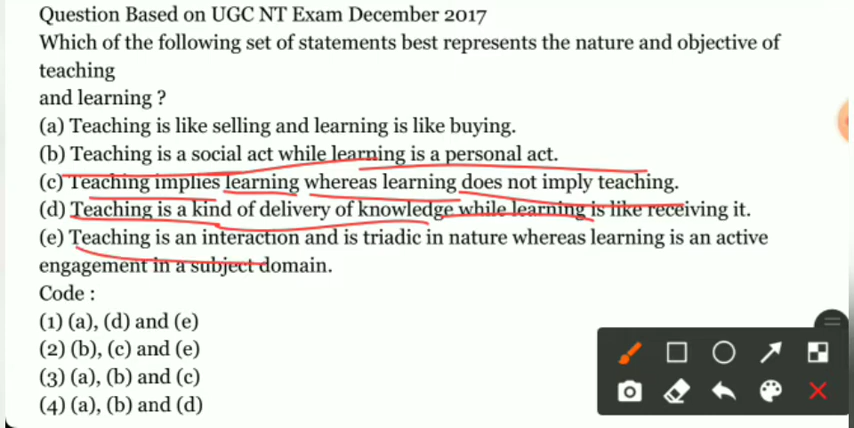 Question Based on UGC NT Exam December 2017
Which of the following set of statements best represents the nature and objective of
teaching
and learning ?
(a) Teaching is like selling and learning is like buying.
(b) Teaching is a social act while learning is a personal act.
(c) Teaching implies learning whereas learning does not imply teaching.
(d) Teaching is a kind of delivery of knowledge while learning is like receiving it.
(e) Teaching is an interaction and is triadic in nature whereas learning is an active
engagement in a subject domain.
Code :
(1) (a), (d) and (e)
(2) (b), (c) and (e)
(3) (a), (b) and (c)
(4) (a), (b) and (d)